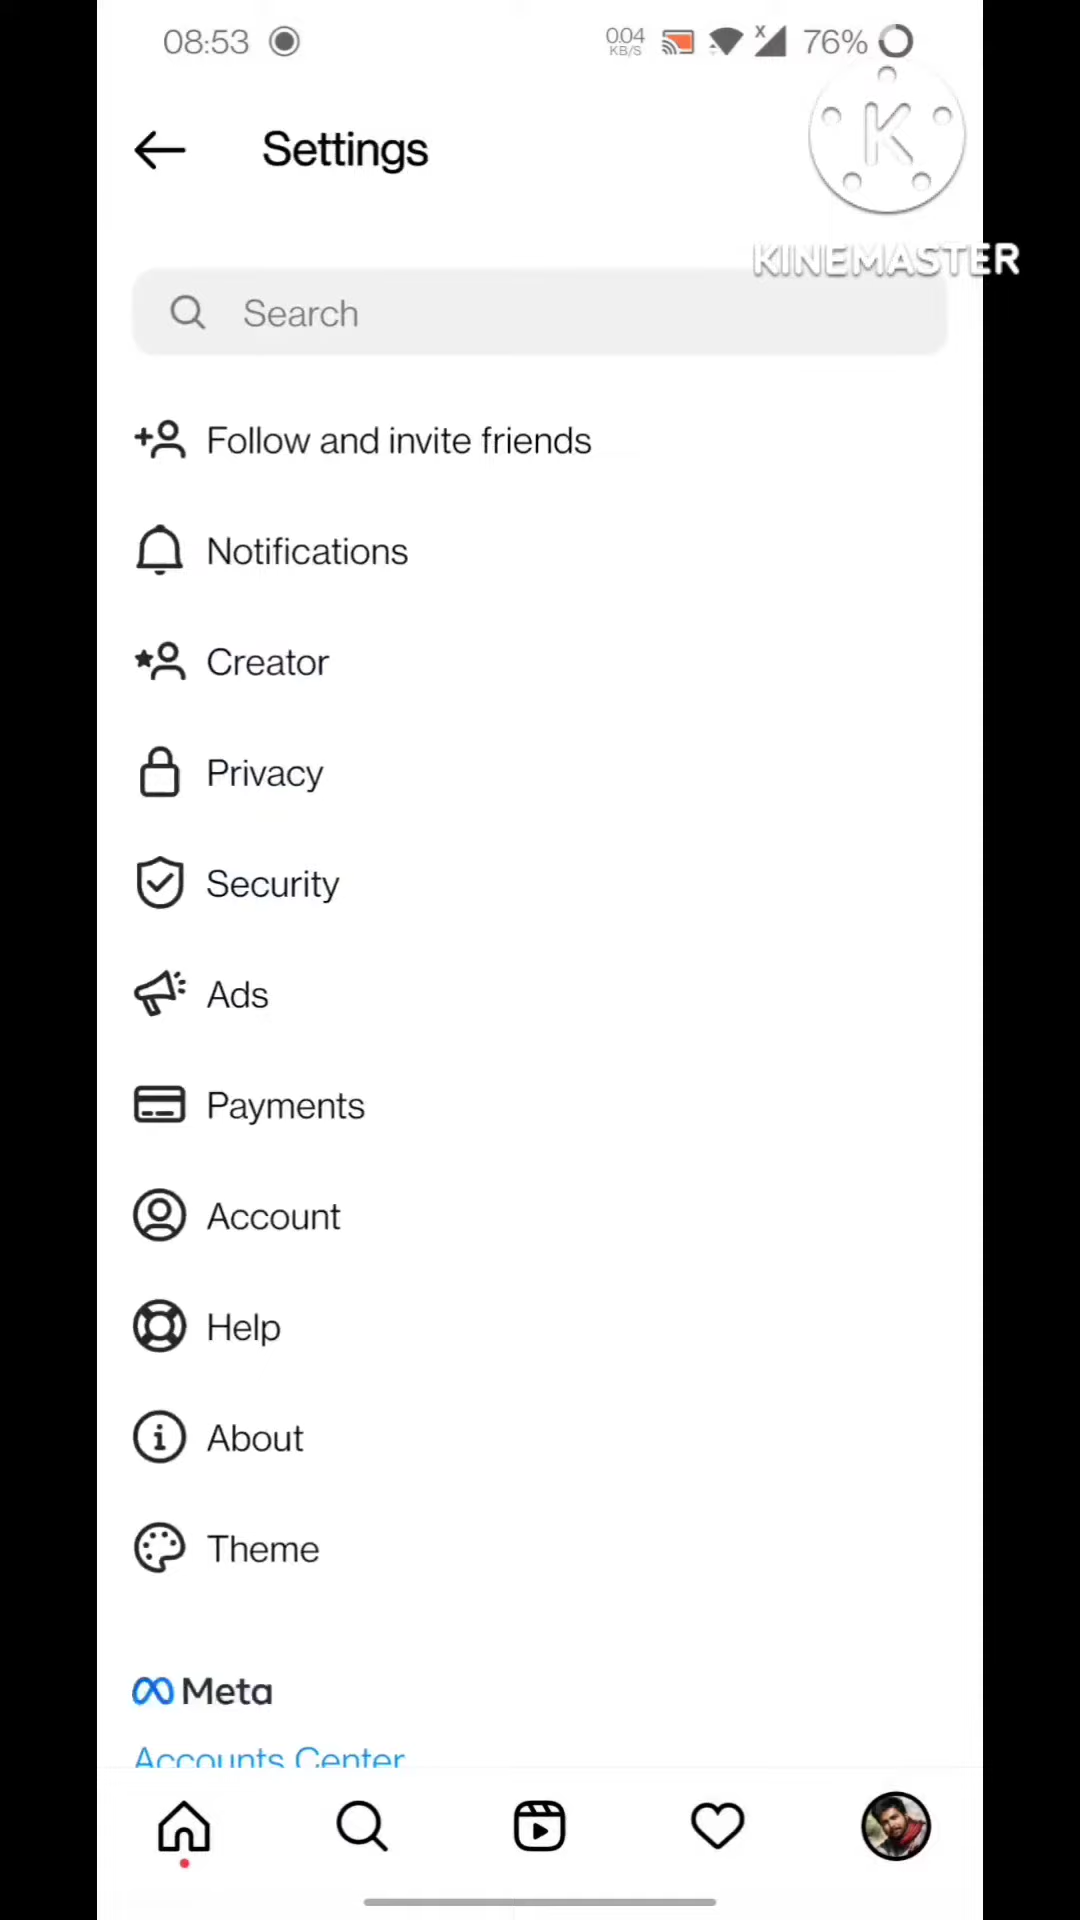 08:53
0.04
KB/S
X
76%
Settings
K
KINEMASTER
Search
Follow and invite friends
Notifications
Creator
Privacy
Security
Ads
Payments
Account
Help
About
Theme
Meta
Accounts Center